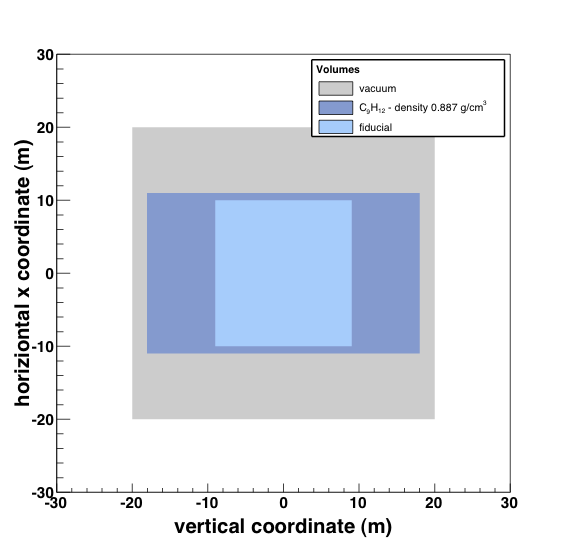 30
20
10
0
-10
-20
-30
horiziontal x coordinate (m)
Volumes
vacuum
C₉H₁₂ - density 0.887 g/cm³
fiducial
-30 -20 -10 0 10 20 30
vertical coordinate (m)